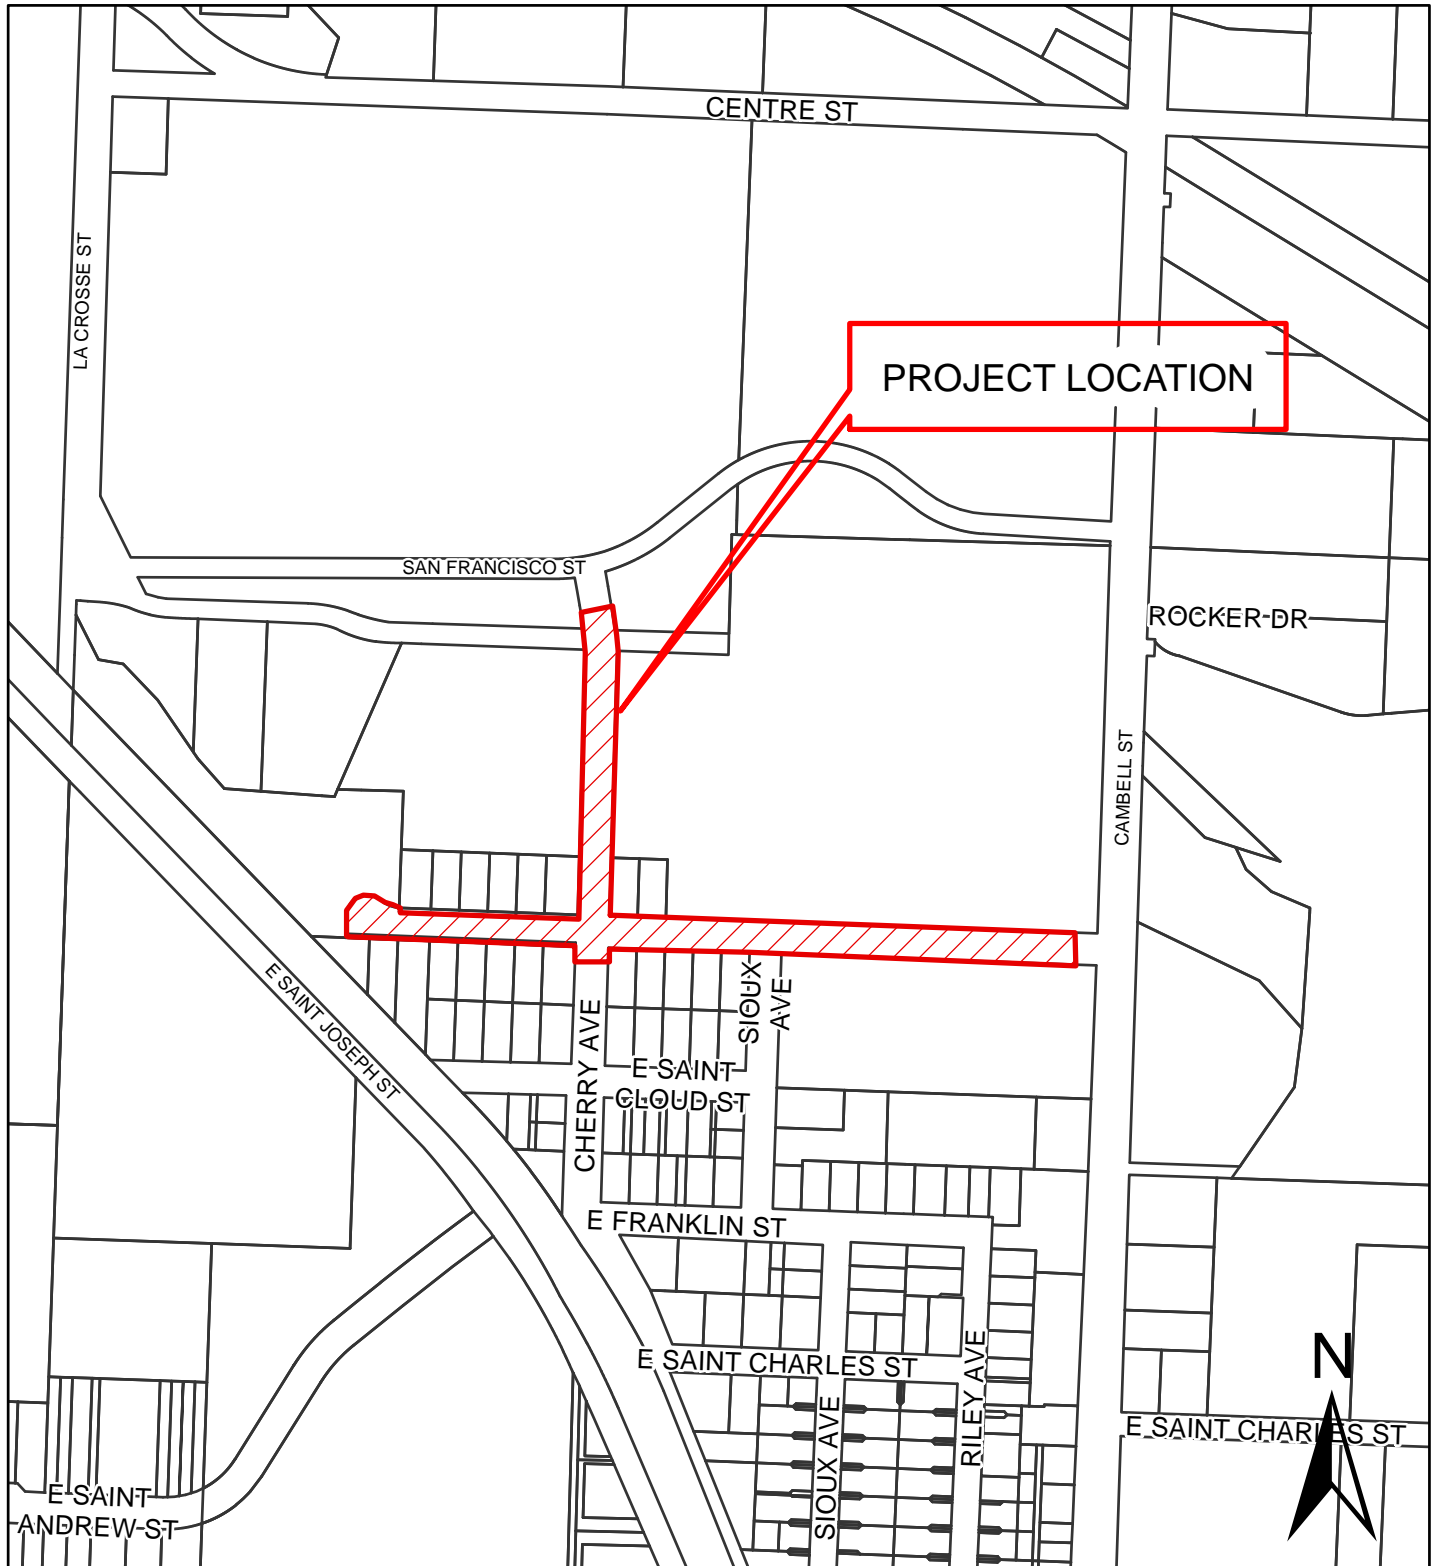 CENTRE ST
LA CROSSE ST
PROJECT LOCATION
SAN FRANCISCO ST
ROCKER DR
CAMBELL ST
E SAINT JOSEPH ST
SIOUX
AVE
CHERRY AVE
E SAINT
CLOUD ST
E FRANKLIN ST
E SAINT CHARLES ST
RILEY AVE
N
SIOUX AVE
E SAINT CHARLES ST
E SAINT
ANDREW ST